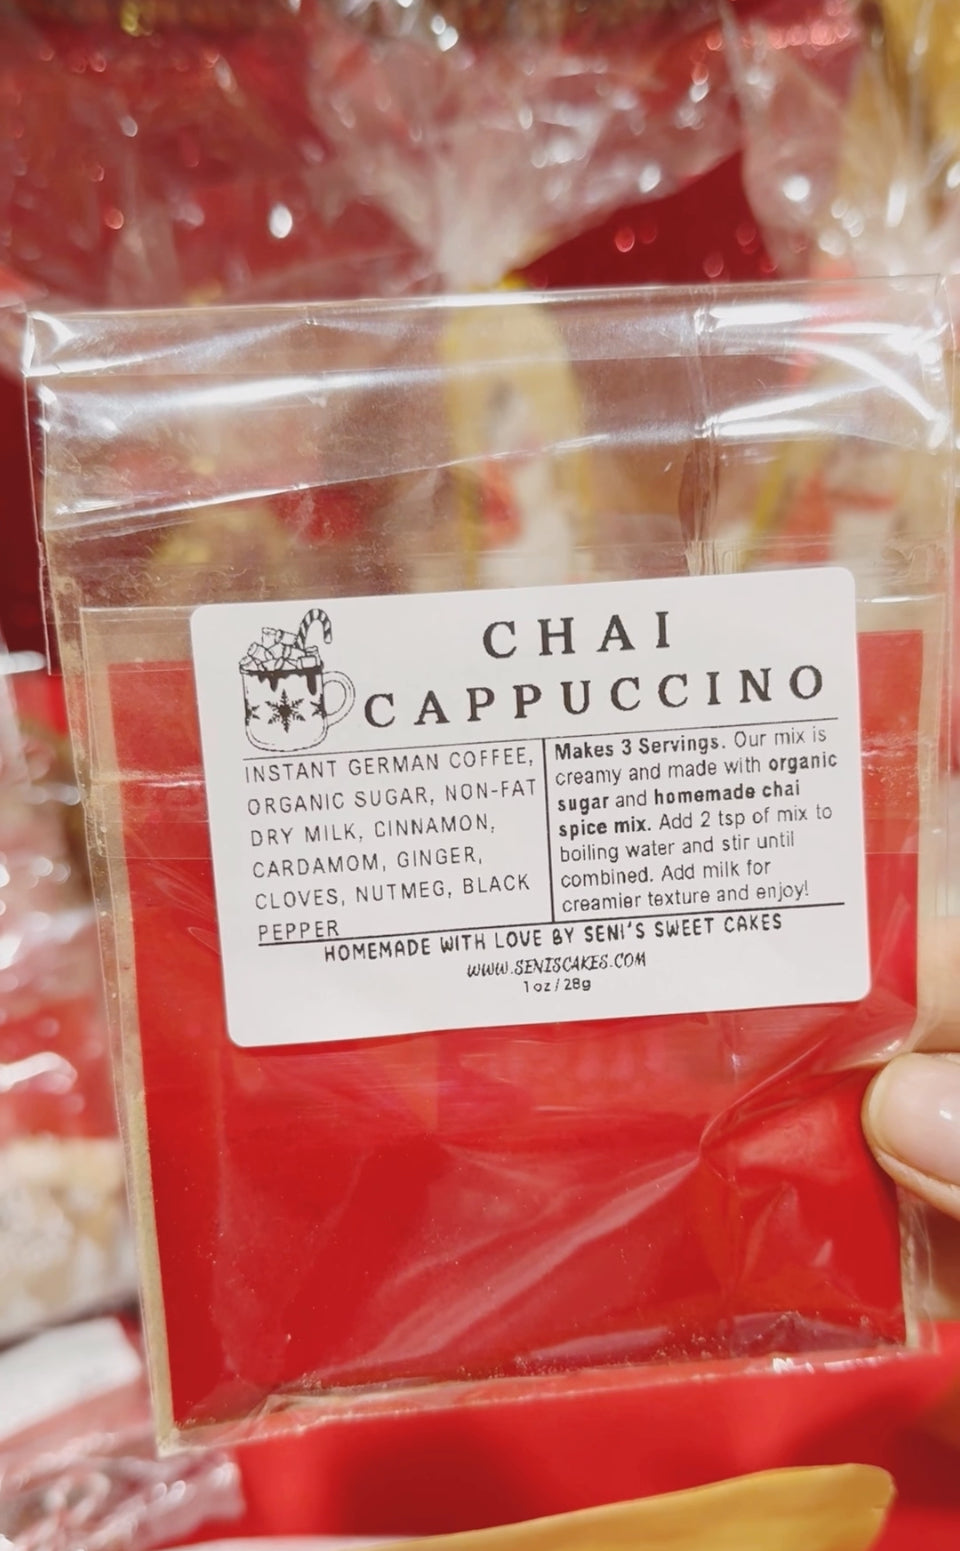 CHAI
CAPPUCCINO
INSTANT GERMAN COFFEE,
ORGANIC SUGAR, NON-FAT
DRY MILK, CINNAMON,
CARDAMOM, GINGER,
CLOVES, NUTMEG, BLACK
PEPPER
Makes 3 Servings. Our mix is
creamy and made with organic
sugar and homemade chai
spice mix. Add 2 tsp of mix to
boiling water and stir until
combined. Add milk for
creamier texture and enjoy!
HOMEMADE WITH LOVE BY SENI'S SWEET CAKES
WWW.SENISCAKES.COM
1oz/28g